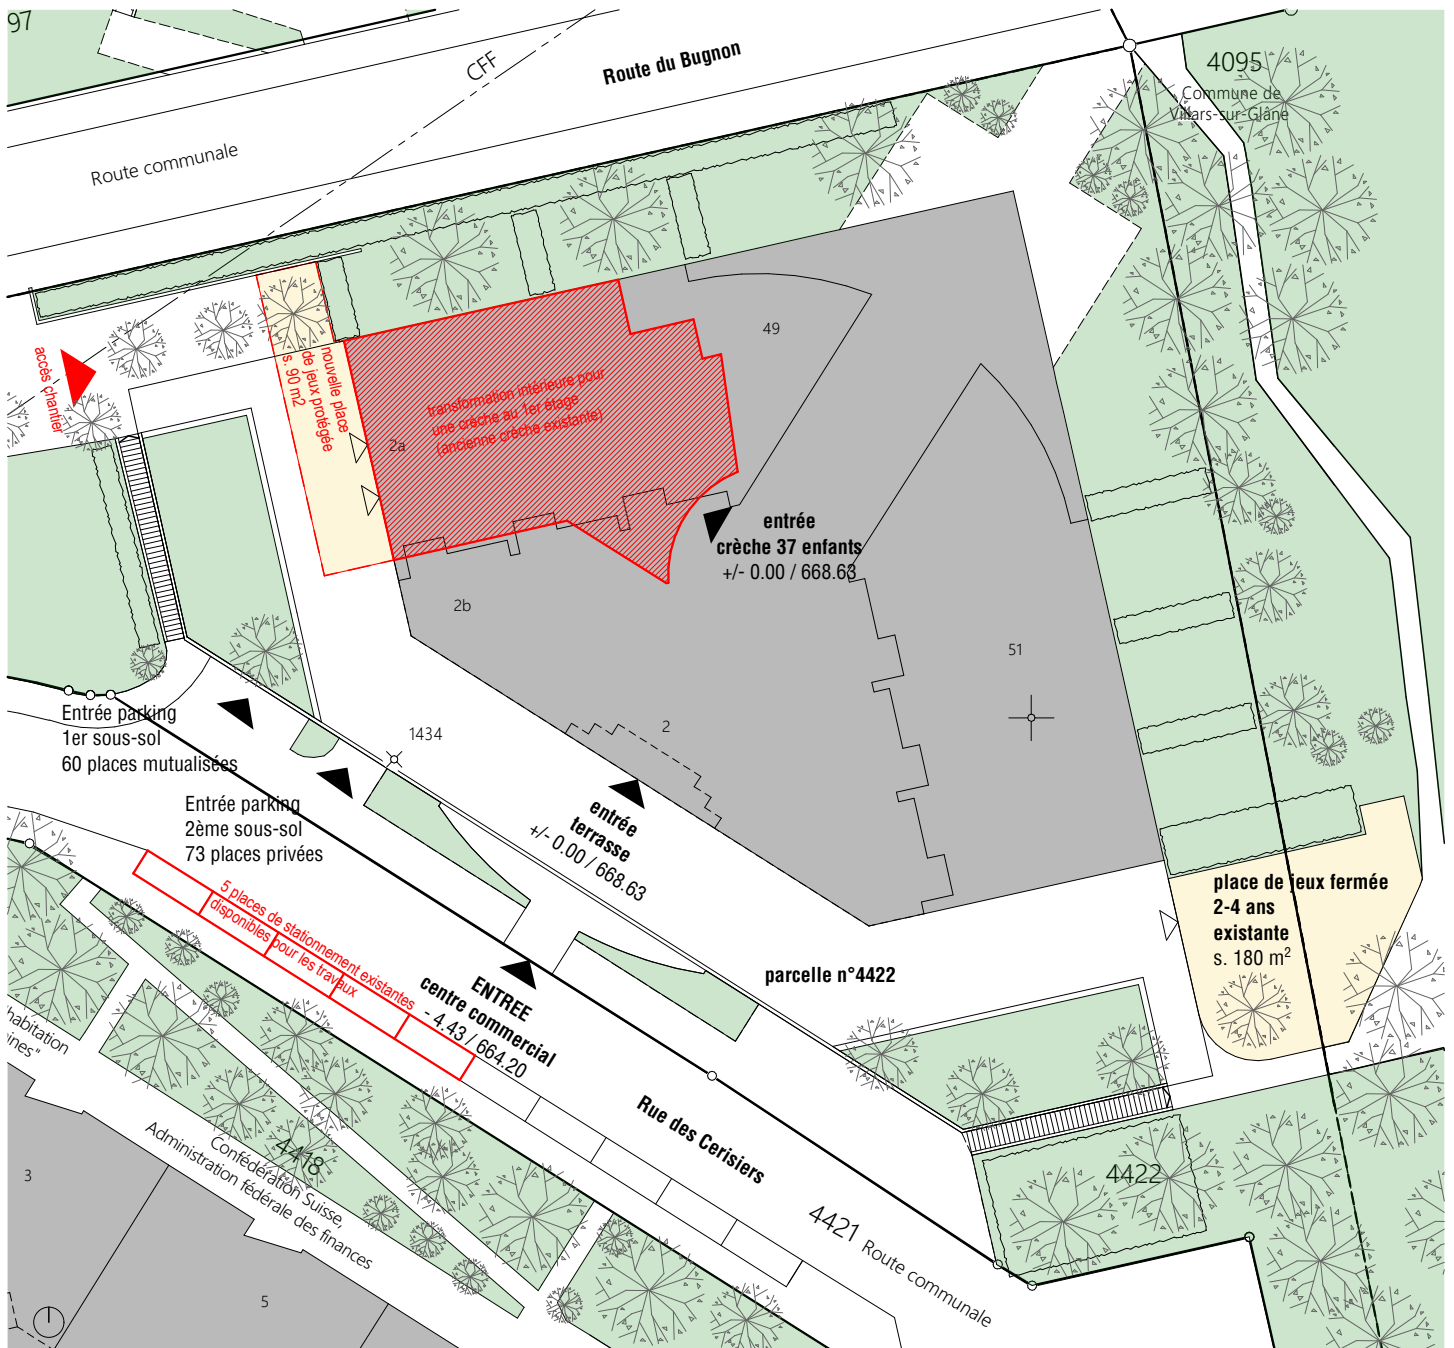 97
CFF
Route du Bugnon
Route communale
4095
Commune de
Villars-sur-Glâne
accès chantier
nouvelle place
de jeux protégée
s. 90 m2
transformation intérieure pour
une crèche au 1er étage
(ancienne crèche existante)
2a
49
entrée
crèche 37 enfants
+/- 0.00 / 668.63
2b
51
2
1434
Entrée parking
1er sous-sol
60 places mutualisées
Entrée parking
2ème sous-sol
73 places privées
entrée
terrasse
+/- 0.00 / 668.63
5 places de stationnement existantes
disponibles pour les travaux
ENTREE
centre commercial
- 4.43 / 664.20
parcelle n°4422
place de jeux fermée
2-4 ans
existante
s. 180 m²
Rue des Cerisiers
habitation
ines"
4418
Confédération Suisse,
Administration fédérale des finances
3
5
4421 Route communale
4422